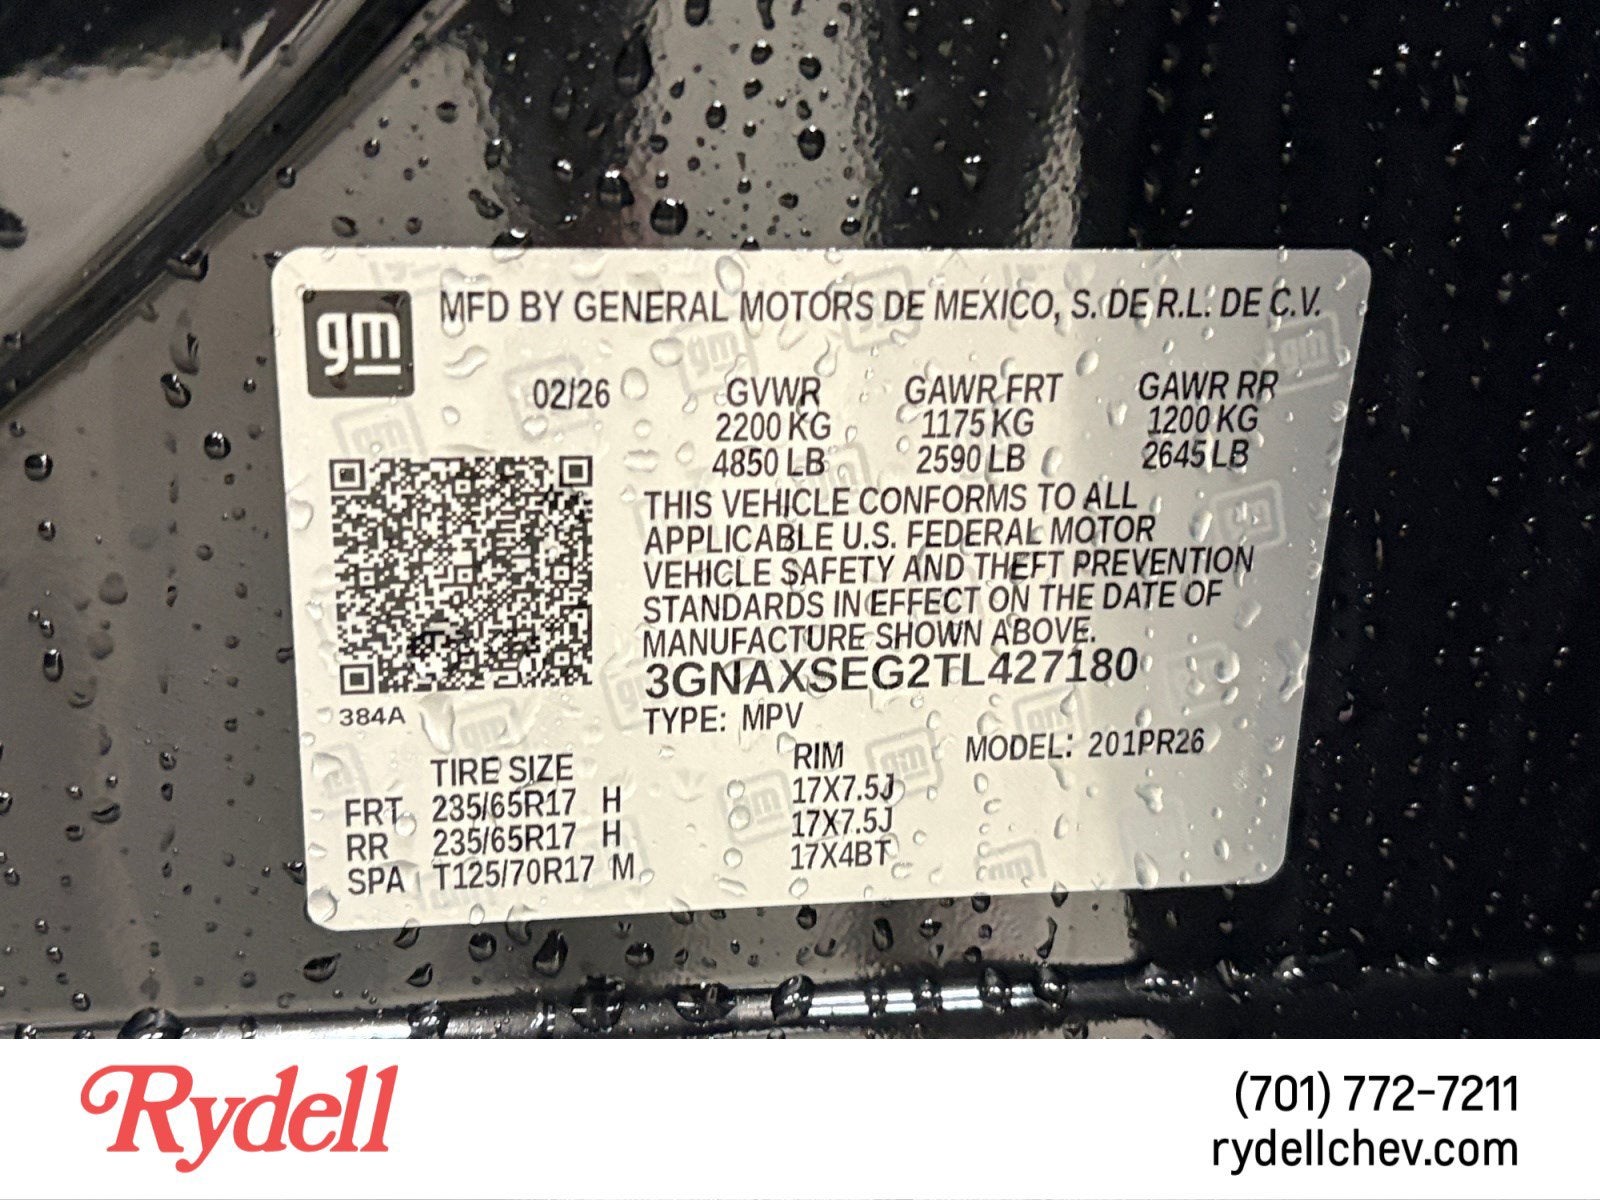 gm
MFD BY GENERAL MOTORS DE MEXICO, S. DE R.L. DE C.V.
02/26 GVWR GAWR FRT GAWR RR
2200 KG 1175 KG 1200 KG
4850 LB 2590 LB 2645 LB
THIS VEHICLE CONFORMS TO ALL
APPLICABLE U.S. FEDERAL MOTOR
VEHICLE SAFETY AND THEFT PREVENTION
STANDARDS IN EFFECT ON THE DATE OF
MANUFACTURE SHOWN ABOVE.
3GNAXSEG2TL427180
384A
TYPE: MPV
TIRE SIZE RIM MODEL: 201PR26
FRT 235/65R17 H 17X7.5J
RR 235/65R17 H 17X7.5J
SPA T125/70R17 M 17X4BT
Rydell
(701) 772-7211
rydellchev.com